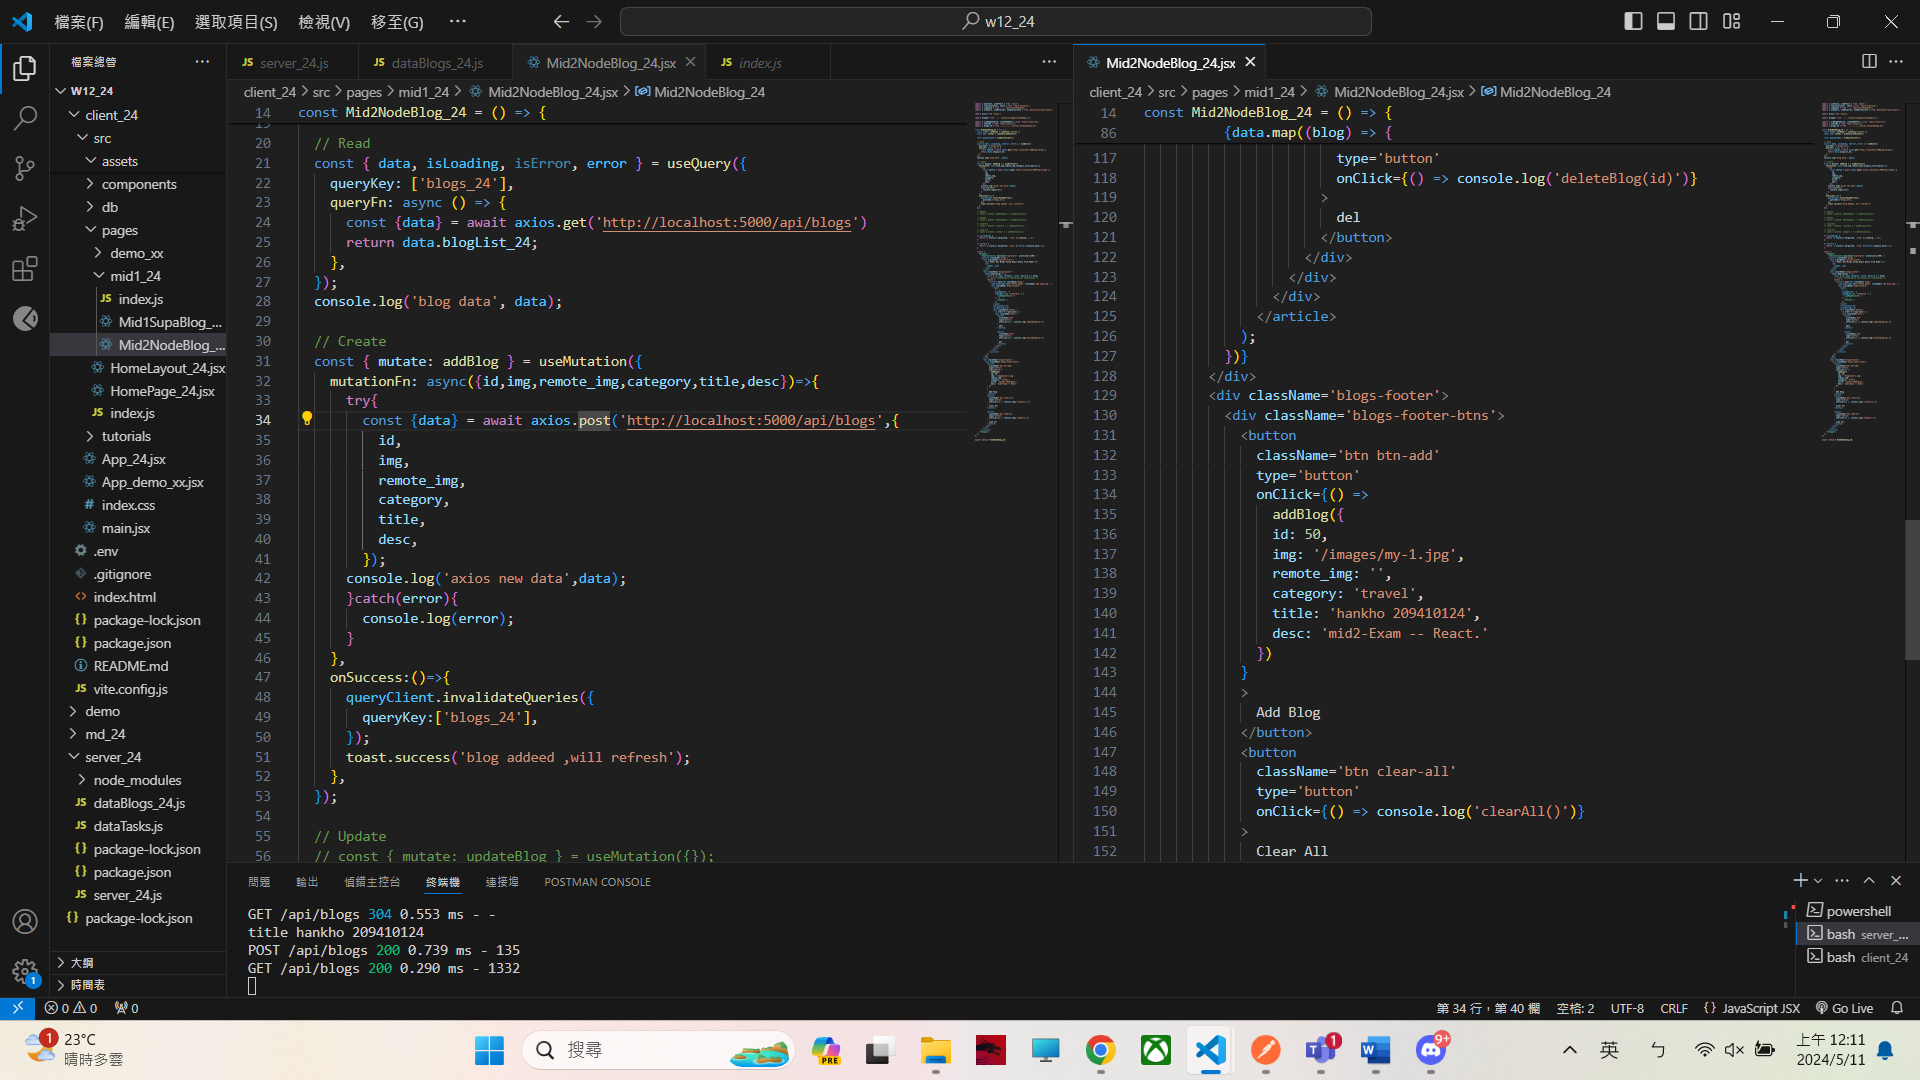 檔案(F) 編輯(E) 選取項目(S) 檢視(V) 移至(G) ··· w12_24
檔案總管 ···
W12_24
client_24
src
assets
components
db
pages
demo_xx
mid1_24
JS index.js
Mid1SupaBlog_...
Mid2NodeBlog_...
HomeLayout_24.jsx
HomePage_24.jsx
JS index.js
tutorials
App_24.jsx
App_demo_xx.jsx
# index.css
main.jsx
.env
.gitignore
<> index.html
{} package-lock.json
{} package.json
README.md
JS vite.config.js
demo
md_24
server_24
node_modules
JS dataBlogs_24.js
JS dataTasks.js
{} package-lock.json
{} package.json
JS server_24.js
{} package-lock.json
大綱
時間表
JS server_24.js JS dataBlogs_24.js Mid2NodeBlog_24.jsx JS index.js
client_24 > src > pages > mid1_24 > Mid2NodeBlog_24.jsx > Mid2NodeBlog_24
14 const Mid2NodeBlog_24 = () => {
19
20 // Read
21 const { data, isLoading, isError, error } = useQuery({
22 queryKey: ['blogs_24'],
23 queryFn: async () => {
24 const {data} = await axios.get('http://localhost:5000/api/blogs')
25 return data.blogList_24;
26 },
27 });
28 console.log('blog data', data);
29
30 // Create
31 const { mutate: addBlog } = useMutation({
32 mutationFn: async({id,img,remote_img,category,title,desc})=>{
33 try{
34 const {data} = await axios.post('http://localhost:5000/api/blogs',{
35 id,
36 img,
37 remote_img,
38 category,
39 title,
40 desc,
41 });
42 console.log('axios new data',data);
43 }catch(error){
44 console.log(error);
45 }
46 },
47 onSuccess:()=>{
48 queryClient.invalidateQueries({
49 queryKey:['blogs_24'],
50 });
51 toast.success('blog addeed ,will refresh');
52 },
53 });
54
55 // Update
56 // const { mutate: updateBlog } = useMutation({});
Mid2NodeBlog_24.jsx
client_24 > src > pages > mid1_24 > Mid2NodeBlog_24.jsx > Mid2NodeBlog_24
14 const Mid2NodeBlog_24 = () => {
86 {data.map((blog) => {
117 type='button'
118 onClick={() => console.log('deleteBlog(id)')}
119 >
120 del
121 </button>
122 </div>
123 </div>
124 </div>
125 </article>
126 );
127 })}
128 </div>
129 <div className='blogs-footer'>
130 <div className='blogs-footer-btns'>
131 <button
132 className='btn btn-add'
133 type='button'
134 onClick={() =>
135 addBlog({
136 id: 50,
137 img: '/images/my-1.jpg',
138 remote_img: '',
139 category: 'travel',
140 title: 'hankho 209410124',
141 desc: 'mid2-Exam -- React.'
142 })
143 }
144 >
145 Add Blog
146 </button>
147 <button
148 className='btn clear-all'
149 type='button'
150 onClick={() => console.log('clearAll()')}
151 >
152 Clear All
問題 輸出 偵錯主控台 終端機 連接埠 POSTMAN CONSOLE
GET /api/blogs 304 0.553 ms - -
title hankho 209410124
POST /api/blogs 200 0.739 ms - 135
GET /api/blogs 200 0.290 ms - 1332
powershell
bash server_...
bash client_24
1
0 0 0 第 34 行，第 40 欄 空格: 2 UTF-8 CRLF {} JavaScript JSX Go Live
1 23°C
晴時多雲
搜尋
PRE
1
9+
英 ㄅ
上午 12:11
2024/5/11